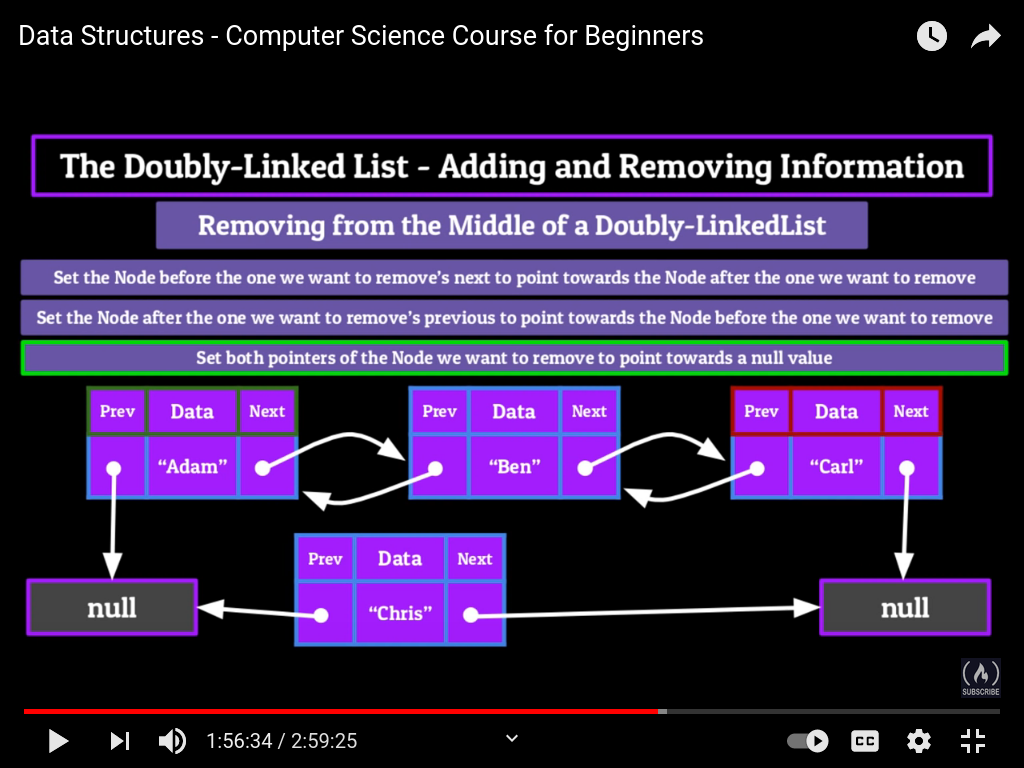 Data Structures - Computer Science Course for Beginners
The Doubly-Linked List - Adding and Removing Information
Removing from the Middle of a Doubly-LinkedList
Set the Node before the one we want to remove's next to point towards the Node after the one we want to remove
Set the Node after the one we want to remove's previous to point towards the Node before the one we want to remove
Set both pointers of the Node we want to remove to point towards a null value
Prev Data Next Prev Data Next Prev Data Next
“Adam” “Ben” “Carl”
Prev Data Next
null “Chris” null
SUBSCRIBE
1:56:34 / 2:59:25 CC